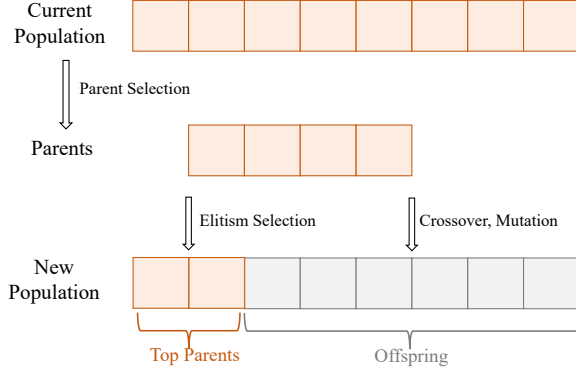 Current
Population
Parent Selection
Parents
Elitism Selection
Crossover, Mutation
New
Population
Top Parents
Offspring